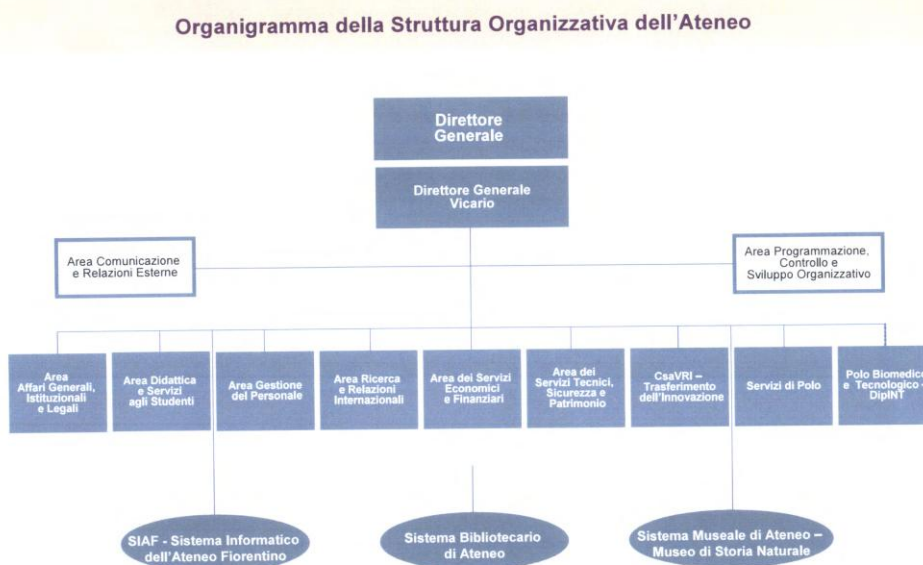 Organigramma della Struttura Organizzativa dell'Ateneo
Direttore
Generale
Direttore Generale
Vicario
Area Comunicazione
e Relazioni Esterne
Area Programmazione,
Controllo e
Sviluppo Organizzativo
Area
Affari Generali,
Istituzionali
e Legali
Area Didattica
e Servizi
agli Studenti
Area Gestione
del Personale
Area Ricerca
e Relazioni
Internazionali
Area dei Servizi
Economici
e Finanziari
Area dei
Servizi Tecnici,
Sicurezza e
Patrimonio
CsaVRI –
Trasferimento
dell'Innovazione
Servizi di Polo
Polo Biomedico
e Tecnologico –
DipINT
SIAF - Sistema Informatico
dell'Ateneo Fiorentino
Sistema Bibliotecario
di Ateneo
Sistema Museale di Ateneo –
Museo di Storia Naturale